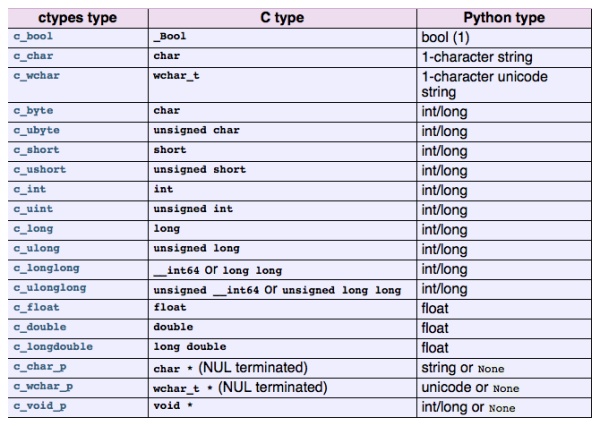 ctypes type C type Python type
c_bool _Bool bool (1)
c_char char 1-character string
c_wchar wchar_t 1-character unicode
string
c_byte char int/long
c_ubyte unsigned char int/long
c_short short int/long
c_ushort unsigned short int/long
c_int int int/long
c_uint unsigned int int/long
c_long long int/long
c_ulong unsigned long int/long
c_longlong __int64 or long long int/long
c_ulonglong unsigned __int64 or unsigned long long int/long
c_float float float
c_double double float
c_longdouble long double float
c_char_p char * (NUL terminated) string or None
c_wchar_p wchar_t * (NUL terminated) unicode or None
c_void_p void * int/long or None